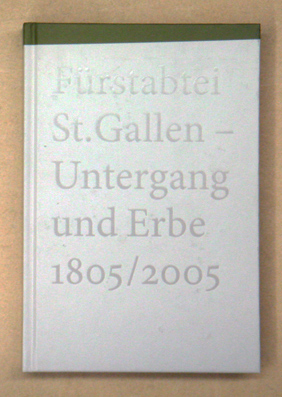 Fürstabtei
St.Gallen –
Untergang
und Erbe
1805/2005